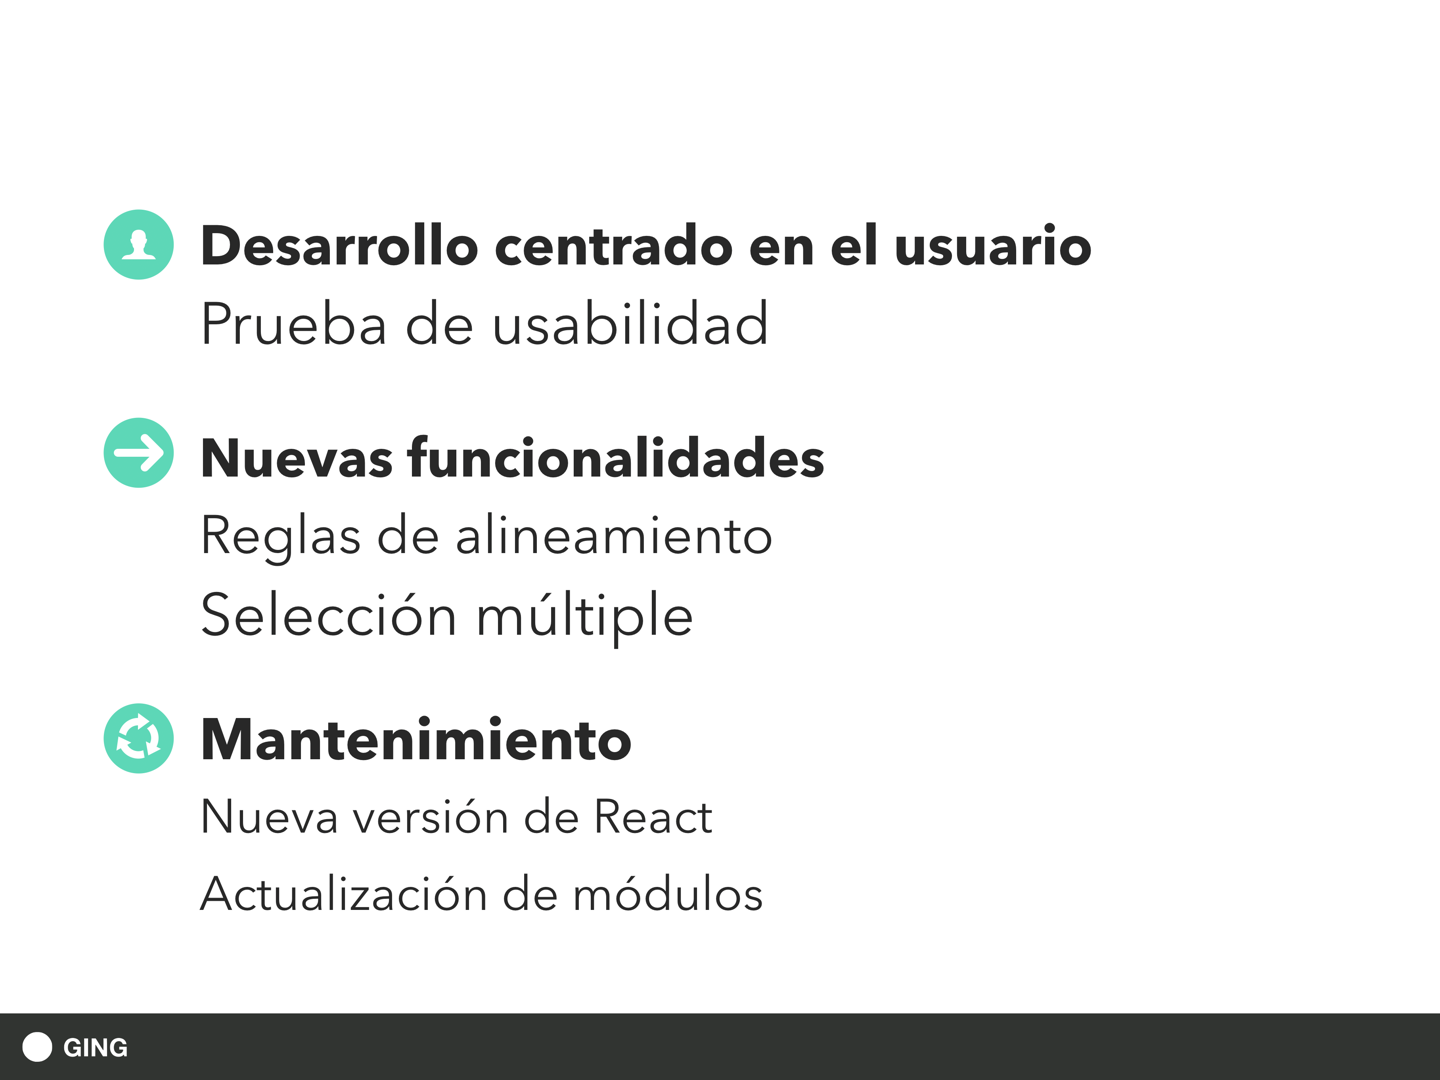 Desarrollo centrado en el usuario
Prueba de usabilidad
Nuevas funcionalidades
Reglas de alineamiento
Selección múltiple
Mantenimiento
Nueva versión de React
Actualización de módulos
GING